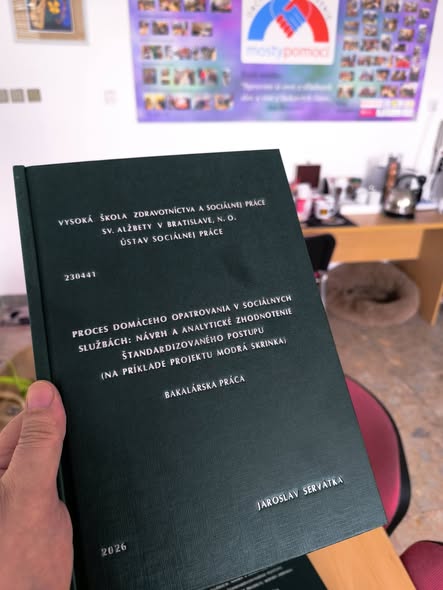 mostypomoci
VYSOKÁ ŠKOLA ZDRAVOTNÍCTVA A SOCIÁLNEJ PRÁCE
SV. ALŽBETY V BRATISLAVE, N. O.
ÚSTAV SOCIÁLNEJ PRÁCE
230441
PROCES DOMÁCEHO OPATROVANIA V SOCIÁLNYCH
SLUŽBÁCH: NÁVRH A ANALYTICKÉ ZHODNOTENIE
ŠTANDARDIZOVANÉHO POSTUPU
(NA PRÍKLADE PROJEKTU MODRÁ SKRINKA)
BAKALÁRSKA PRÁCA
JAROSLAV SERVATKA
2026